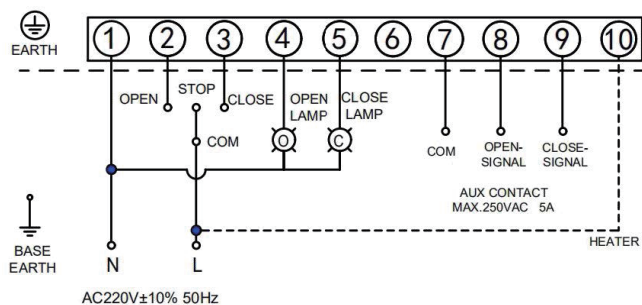 EARTH
1 2 3 4 5 6 7 8 9 10
OPEN
STOP
CLOSE
COM
OPEN
LAMP
CLOSE
LAMP
O
C
COM
OPEN-
SIGNAL
CLOSE-
SIGNAL
AUX CONTACT
MAX.250VAC 5A
HEATER
BASE
EARTH
N
L
AC220V±10% 50Hz